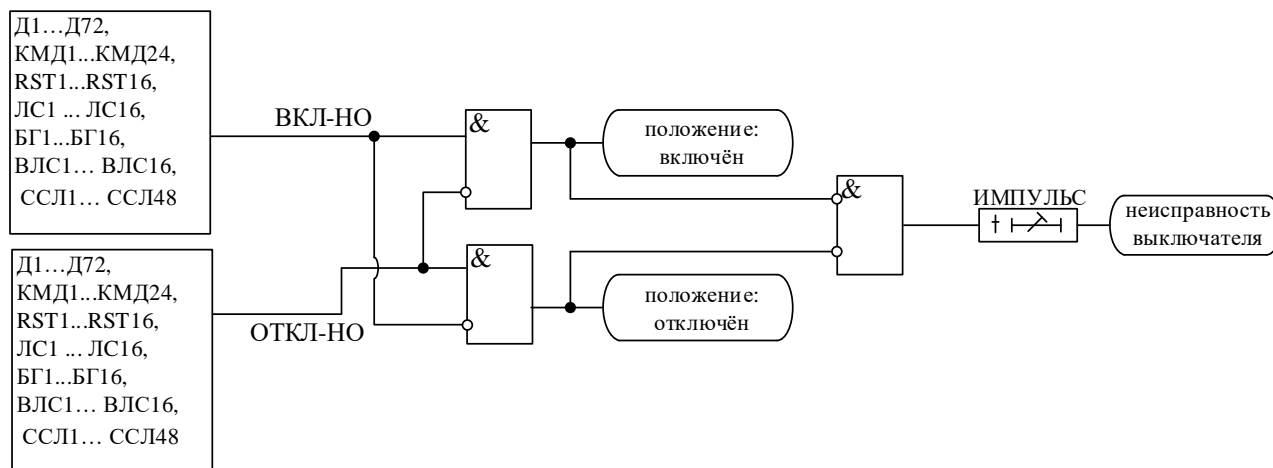 Д1…Д72,
КМД1...КМД24,
RST1...RST16,
ЛС1 ... ЛС16,
БГ1...БГ16,
ВЛС1… ВЛС16,
ССЛ1… ССЛ48
ВКЛ-НО
&
положение:
включён
&
ИМПУЛЬС
неисправность
выключателя
Д1…Д72,
КМД1...КМД24,
RST1...RST16,
ЛС1 ... ЛС16,
БГ1...БГ16,
ВЛС1… ВЛС16,
ССЛ1… ССЛ48
ОТКЛ-НО
&
положение:
отключён